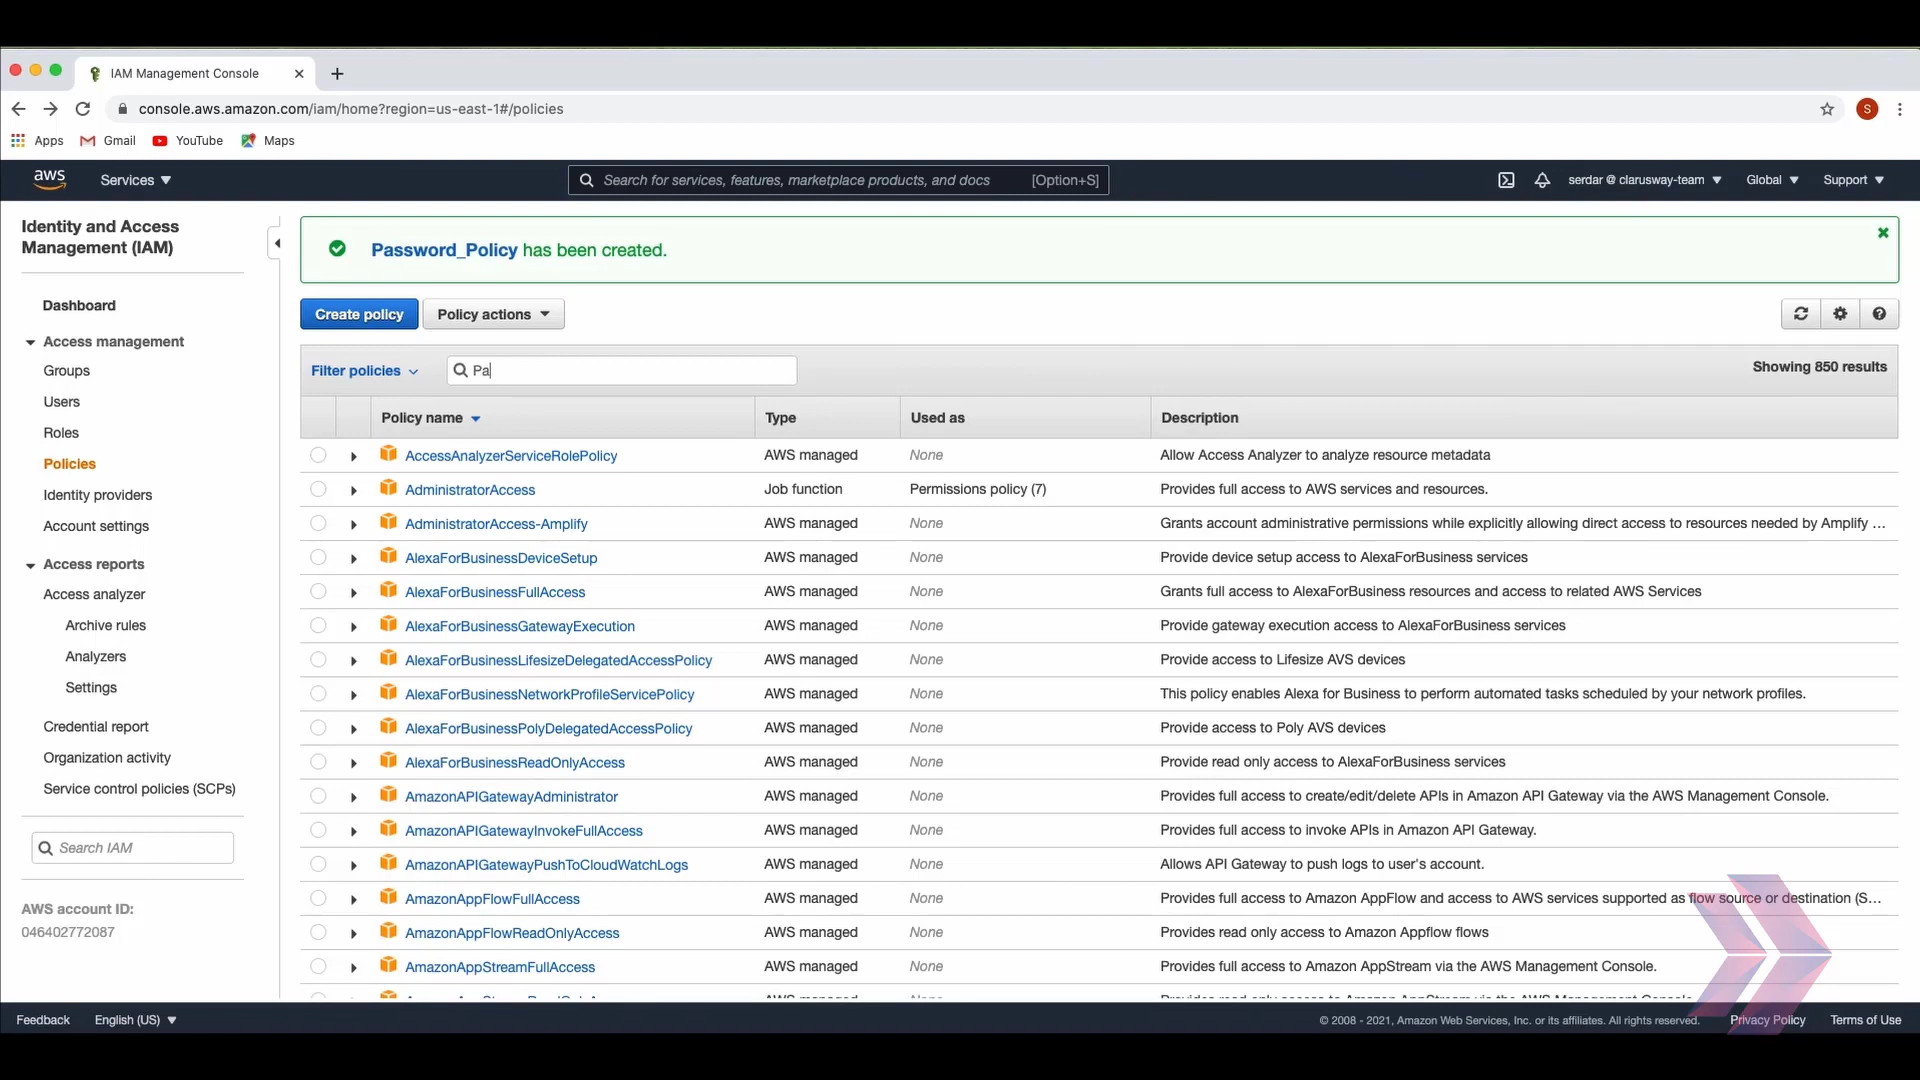 IAM Management Console
console.aws.amazon.com/iam/home?region=us-east-1#/policies
S
Apps Gmail YouTube Maps
aws Services Search for services, features, marketplace products, and docs [Option+S] serdar @ clarusway-team Global Support
Identity and Access
Management (IAM)
Dashboard
Access management
Groups
Users
Roles
Policies
Identity providers
Account settings
Access reports
Access analyzer
Archive rules
Analyzers
Settings
Credential report
Organization activity
Service control policies (SCPs)
Search IAM
AWS account ID:
046402772087
Password_Policy has been created.
Create policy Policy actions
Filter policies Pa Showing 850 results
Policy name Type Used as Description
AccessAnalyzerServiceRolePolicy AWS managed None Allow Access Analyzer to analyze resource metadata
AdministratorAccess Job function Permissions policy (7) Provides full access to AWS services and resources.
AdministratorAccess-Amplify AWS managed None Grants account administrative permissions while explicitly allowing direct access to resources needed by Amplify ...
AlexaForBusinessDeviceSetup AWS managed None Provide device setup access to AlexaForBusiness services
AlexaForBusinessFullAccess AWS managed None Grants full access to AlexaForBusiness resources and access to related AWS Services
AlexaForBusinessGatewayExecution AWS managed None Provide gateway execution access to AlexaForBusiness services
AlexaForBusinessLifesizeDelegatedAccessPolicy AWS managed None Provide access to Lifesize AVS devices
AlexaForBusinessNetworkProfileServicePolicy AWS managed None This policy enables Alexa for Business to perform automated tasks scheduled by your network profiles.
AlexaForBusinessPolyDelegatedAccessPolicy AWS managed None Provide access to Poly AVS devices
AlexaForBusinessReadOnlyAccess AWS managed None Provide read only access to AlexaForBusiness services
AmazonAPIGatewayAdministrator AWS managed None Provides full access to create/edit/delete APIs in Amazon API Gateway via the AWS Management Console.
AmazonAPIGatewayInvokeFullAccess AWS managed None Provides full access to invoke APIs in Amazon API Gateway.
AmazonAPIGatewayPushToCloudWatchLogs AWS managed None Allows API Gateway to push logs to user's account.
AmazonAppFlowFullAccess AWS managed None Provides full access to Amazon AppFlow and access to AWS services supported as flow source or destination (S...
AmazonAppFlowReadOnlyAccess AWS managed None Provides read only access to Amazon Appflow flows
AmazonAppStreamFullAccess AWS managed None Provides full access to Amazon AppStream via the AWS Management Console.
Feedback English (US) © 2008 - 2021, Amazon Web Services, Inc. or its affiliates. All rights reserved. Privacy Policy Terms of Use